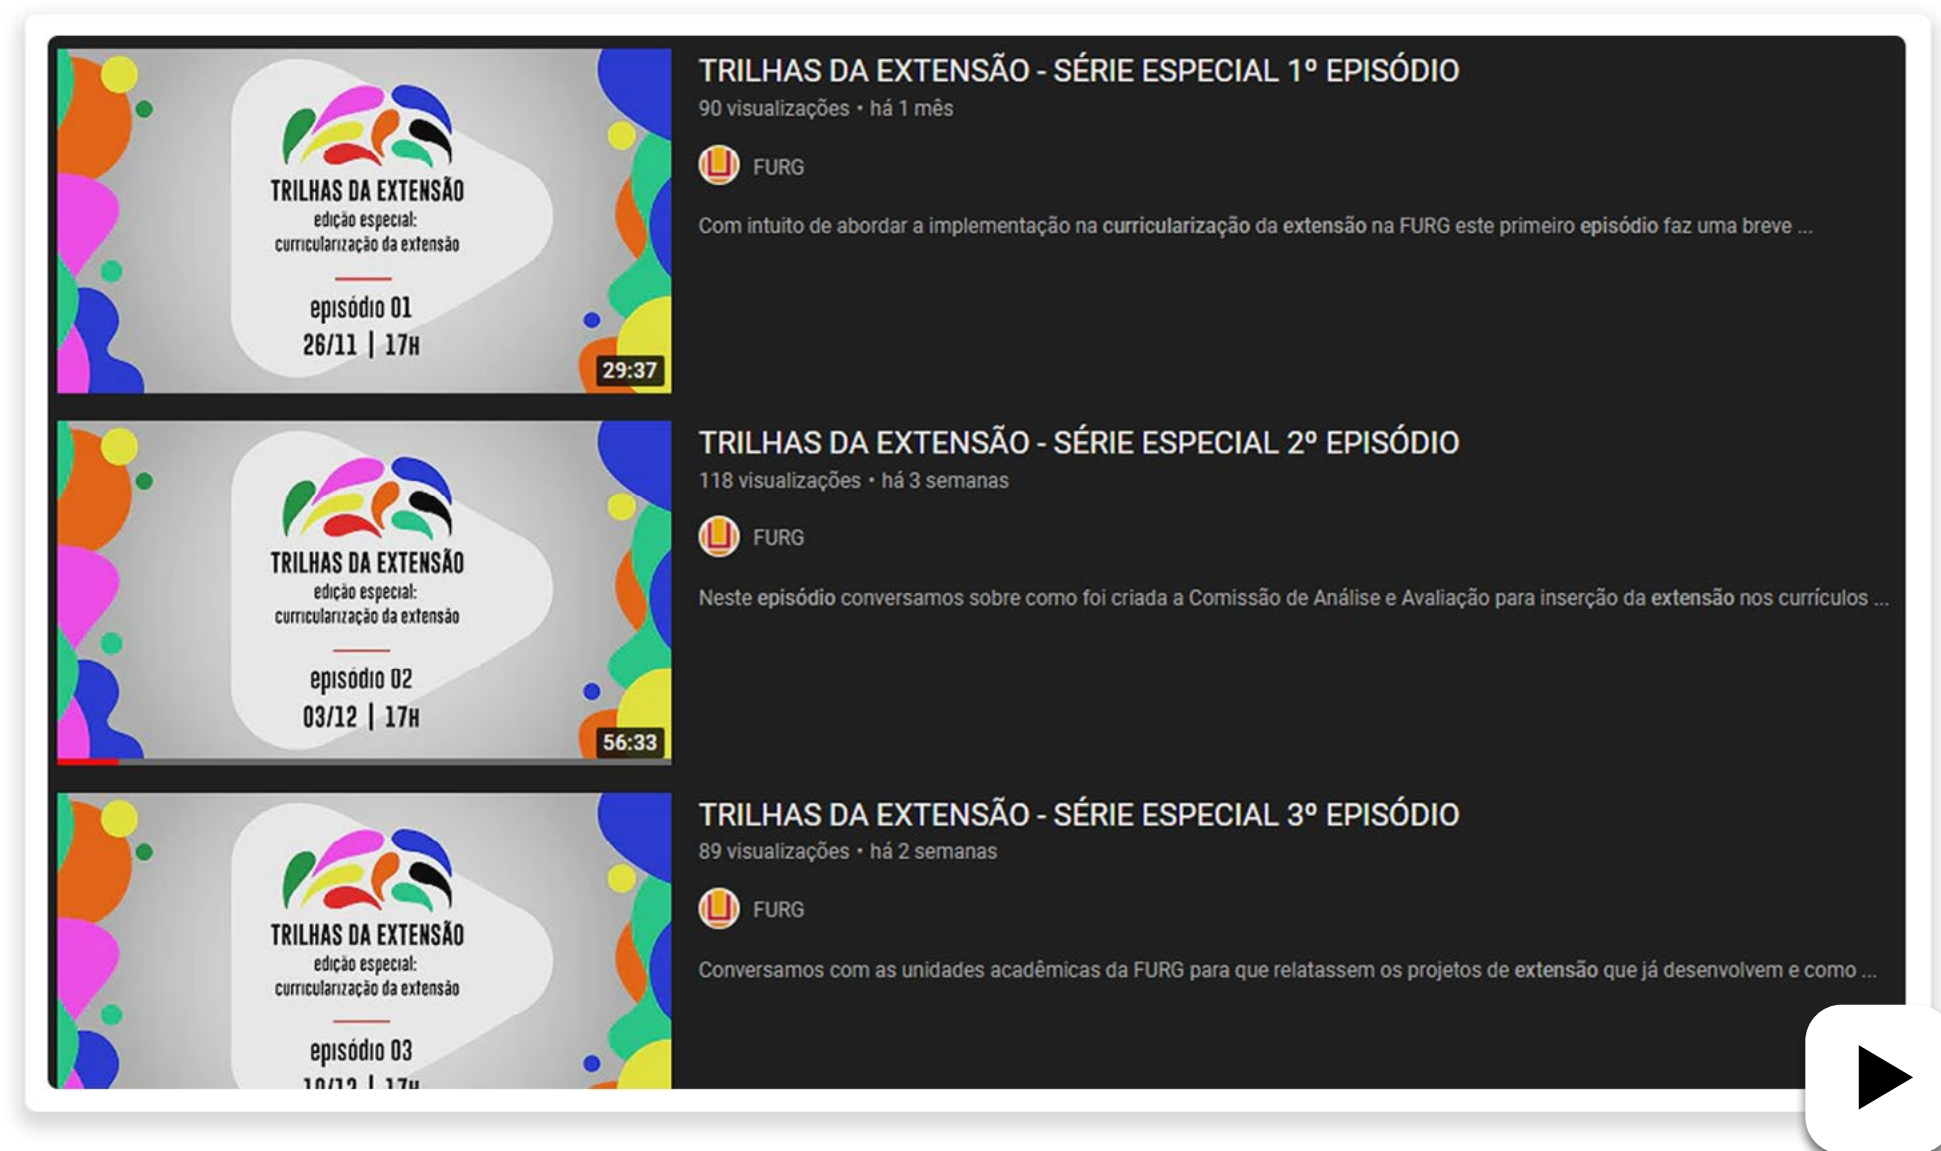 TRILHAS DA EXTENSÃO
edição especial:
curricularização da extensão
episódio 01
26/11 | 17H
29:37
TRILHAS DA EXTENSÃO - SÉRIE ESPECIAL 1º EPISÓDIO
90 visualizações • há 1 mês
FURG
Com intuito de abordar a implementação na curricularização da extensão na FURG este primeiro episódio faz uma breve ...
TRILHAS DA EXTENSÃO
edição especial:
curricularização da extensão
episódio 02
03/12 | 17H
56:33
TRILHAS DA EXTENSÃO - SÉRIE ESPECIAL 2º EPISÓDIO
118 visualizações • há 3 semanas
FURG
Neste episódio conversamos sobre como foi criada a Comissão de Análise e Avaliação para inserção da extensão nos currículos ...
TRILHAS DA EXTENSÃO
edição especial:
curricularização da extensão
episódio 03
10/12 | 17H
TRILHAS DA EXTENSÃO - SÉRIE ESPECIAL 3º EPISÓDIO
89 visualizações • há 2 semanas
FURG
Conversamos com as unidades acadêmicas da FURG para que relatassem os projetos de extensão que já desenvolvem e como ...